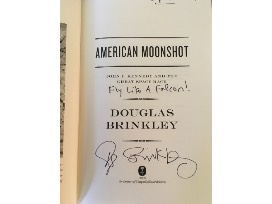 AMERICAN MOONSHOT
JOHN F. KENNEDY AND THE
GREAT SPACE RACE
Fly Like A Falcon!
DOUGLAS
BRINKLEY